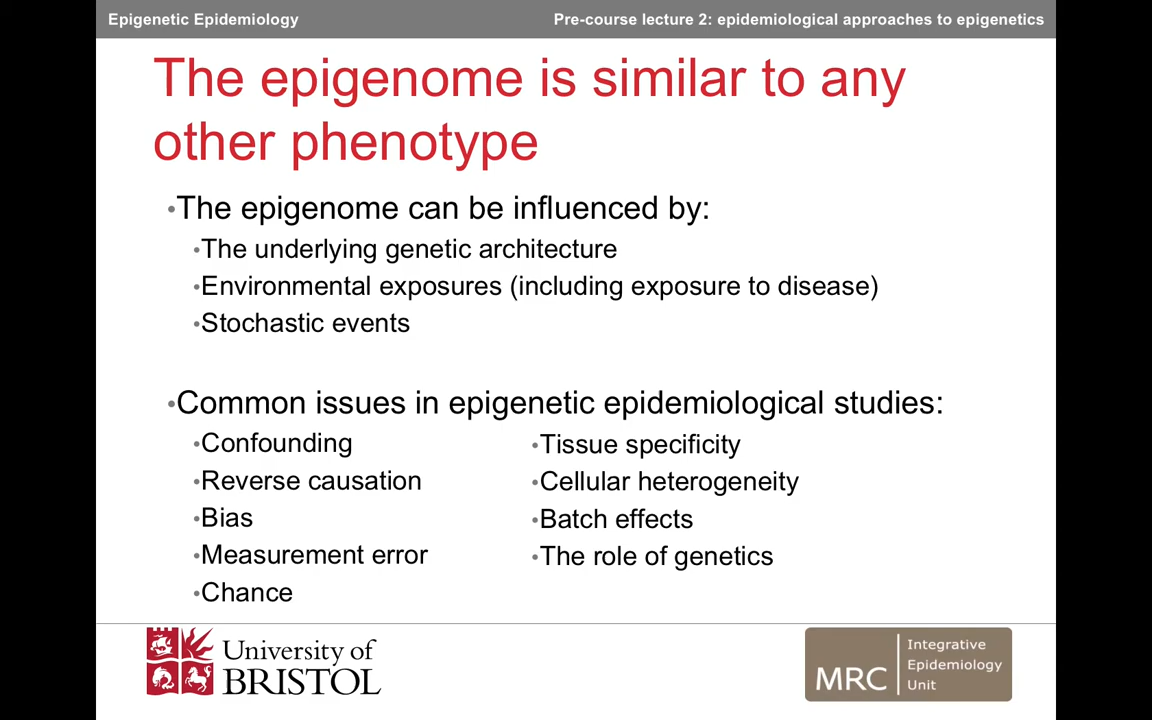 Epigenetic Epidemiology
Pre-course lecture 2: epidemiological approaches to epigenetics
The epigenome is similar to any
other phenotype
•The epigenome can be influenced by:
•The underlying genetic architecture
•Environmental exposures (including exposure to disease)
•Stochastic events
•Common issues in epigenetic epidemiological studies:
•Confounding
•Reverse causation
•Bias
•Measurement error
•Chance
•Tissue specificity
•Cellular heterogeneity
•Batch effects
•The role of genetics
University of
BRISTOL
MRC
Integrative
Epidemiology
Unit